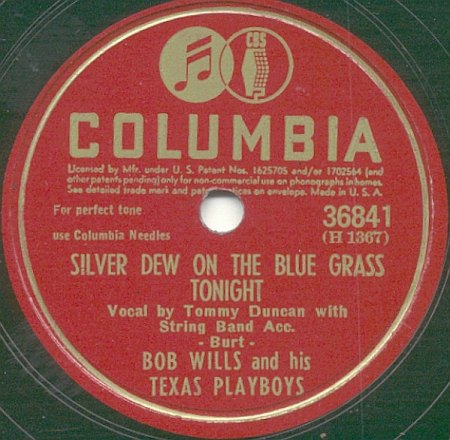 CBS
COLUMBIA
Licensed by Mfr. under U. S. Patent Nos. 1625705 and/or 1702564 (and
other patents pending) only for non-commercial use on phonographs in homes.
See detailed trade mark and patent notices on envelope. Made in U. S. A.
For perfect tone
use Columbia Needles
36841
(H 1367)
SILVER DEW ON THE BLUE GRASS
TONIGHT
Vocal by Tommy Duncan with
String Band Acc.
- Burt -
BOB WILLS and his
TEXAS PLAYBOYS